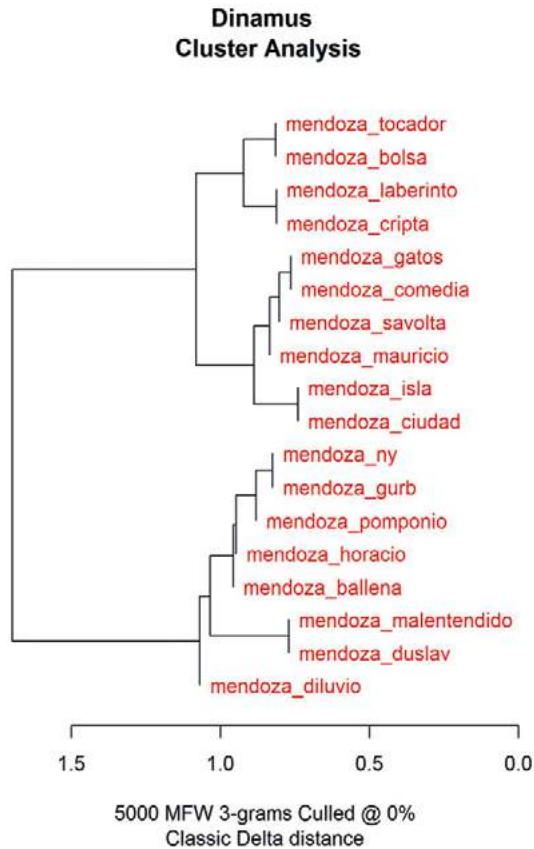 Dinamus
Cluster Analysis
mendoza_tocador
mendoza_bolsa
mendoza_laberinto
mendoza_cripta
mendoza_gatos
mendoza_comedia
mendoza_savolta
mendoza_mauricio
mendoza_isla
mendoza_ciudad
mendoza_ny
mendoza_gurb
mendoza_pomponio
mendoza_horacio
mendoza_ballena
mendoza_malentendido
mendoza_duslav
mendoza_diluvio
1.5 1.0 0.5 0.0
5000 MFW 3-grams Culled @ 0%
Classic Delta distance